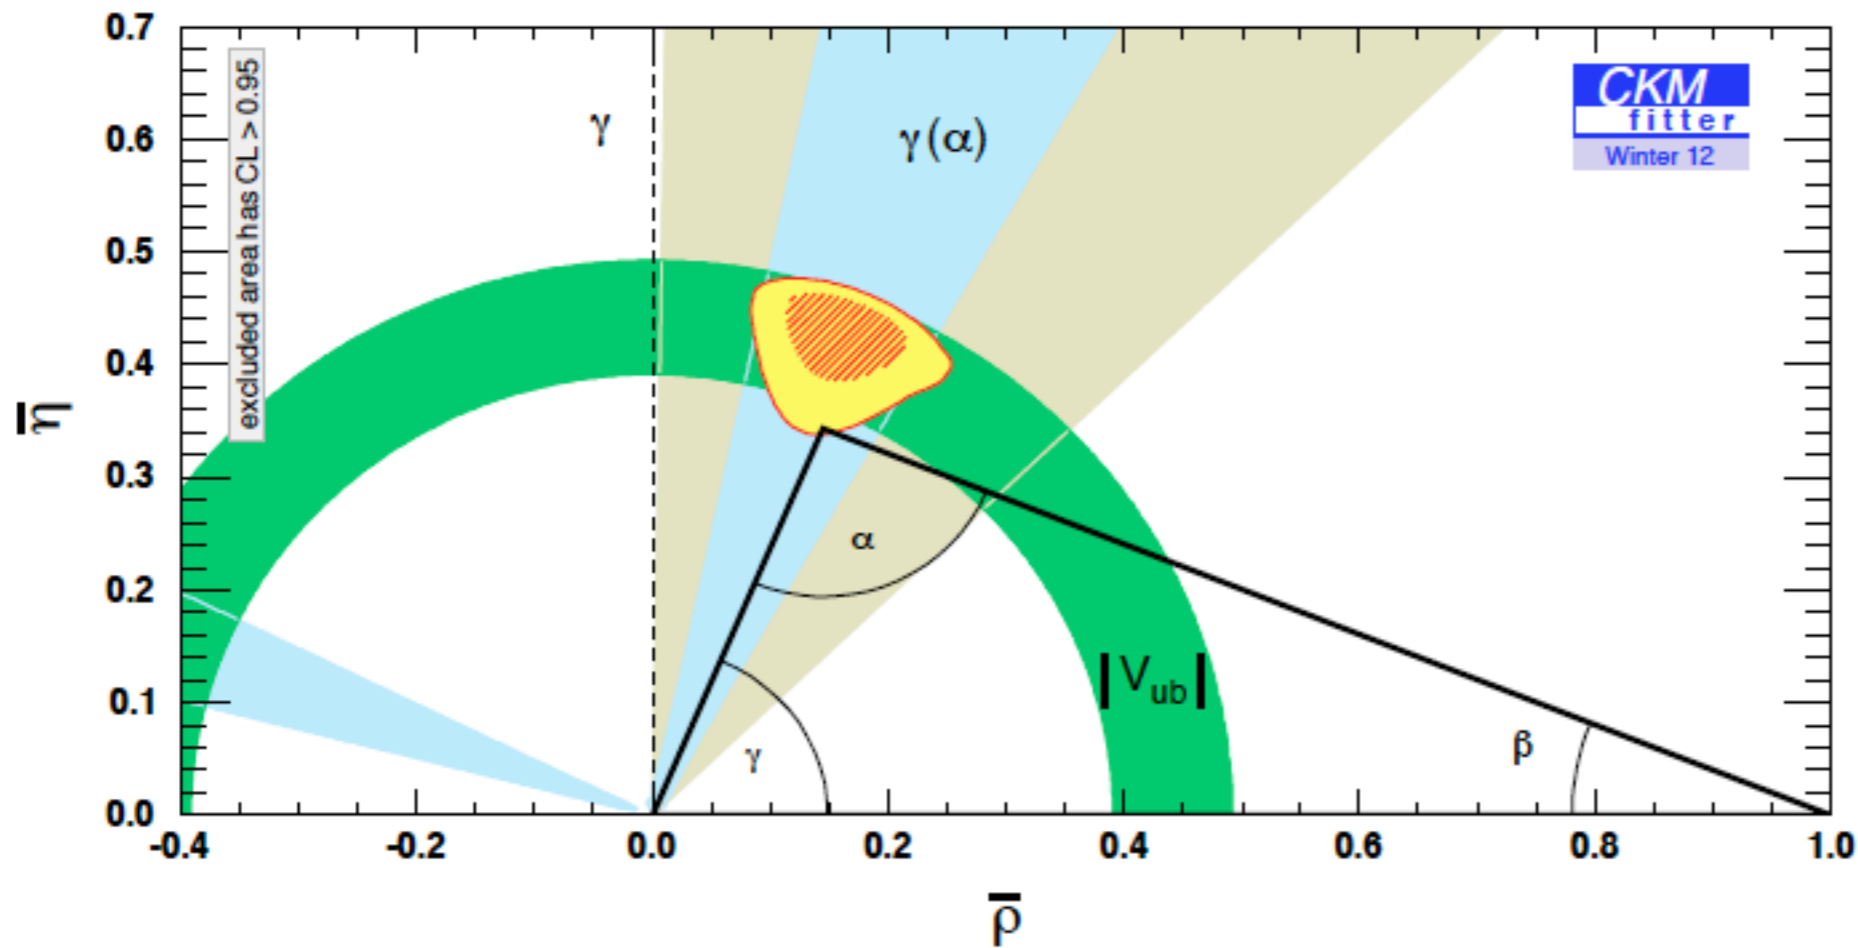 0.7
0.6
0.5
0.4
0.3
0.2
0.1
0.0
η̅
excluded area has CL > 0.95
γ
γ(α)
CKM
fitter
Winter 12
α
γ
|Vub|
β
-0.4 -0.2 0.0 0.2 0.4 0.6 0.8 1.0
ρ̅